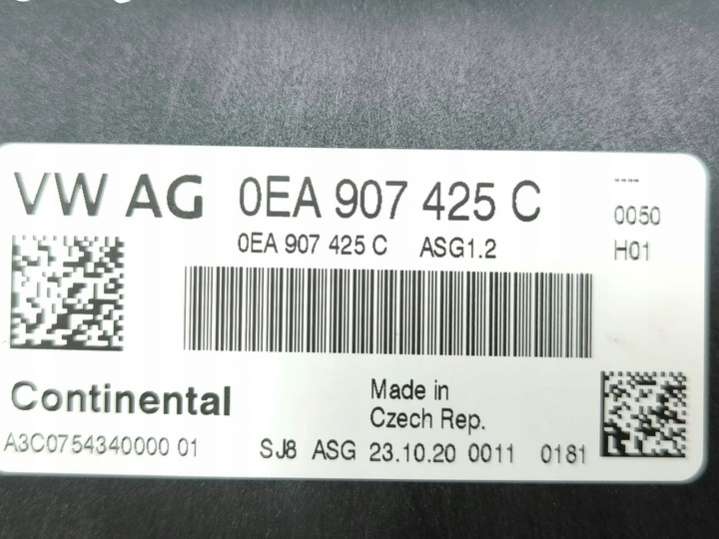 VW AG 0EA 907 425 C ----
0050
0EA 907 425 C ASG1.2 H01
Continental
Made in
Czech Rep.
A3C0754340000 01 SJ8 ASG 23.10.20 0011 0181